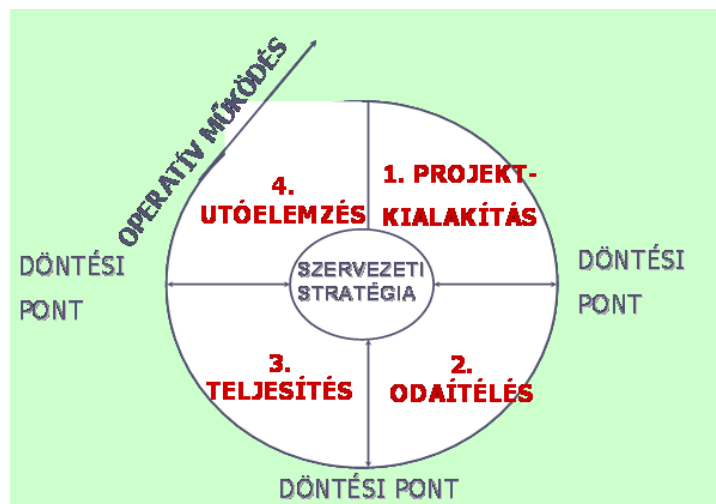 OPERATÍV MŰKÖDÉS
4.
UTÓELEMZÉS
1. PROJEKT-
KIALAKÍTÁS
DÖNTÉSI
PONT
SZERVEZETI
STRATÉGIA
DÖNTÉSI
PONT
3.
TELJESÍTÉS
2.
ODAÍTÉLÉS
DÖNTÉSI PONT